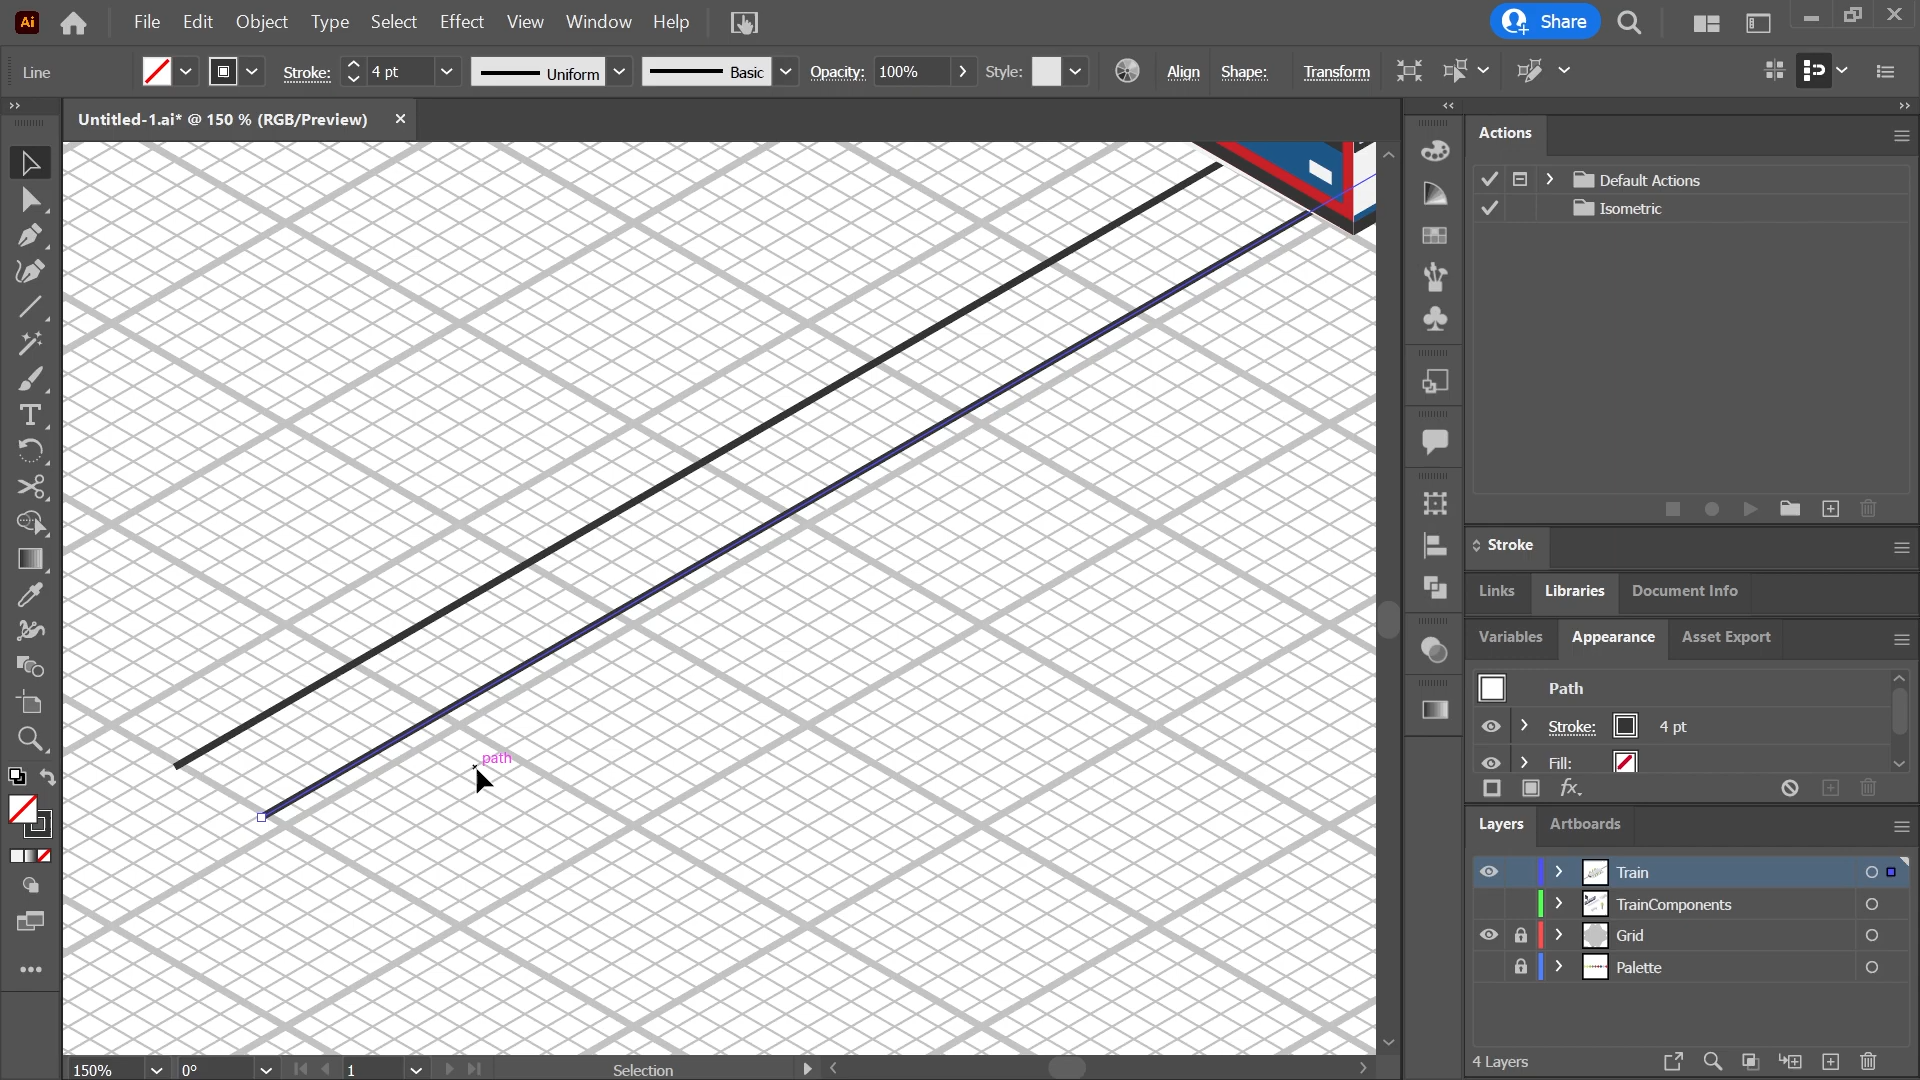 Ai File Edit Object Type Select Effect View Window Help Share
Line Stroke: 4 pt Uniform Basic Opacity: 100% Style: Align Shape: Transform
Untitled-1.ai* @ 150 % (RGB/Preview)
Actions
Default Actions
Isometric
Stroke
Links Libraries Document Info
Variables Appearance Asset Export
Path
Stroke: 4 pt
Fill:
fx
path
Layers Artboards
Train
TrainComponents
Grid
Palette
4 Layers
150% 0° 1 Selection